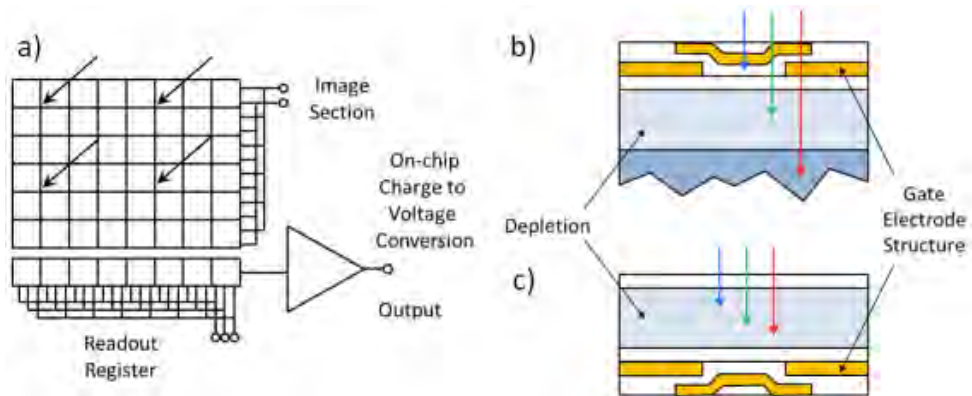 a)
Image
Section
On-chip
Charge to
Voltage
Conversion
Output
Readout
Register
b)
Depletion
Gate
Electrode
Structure
c)